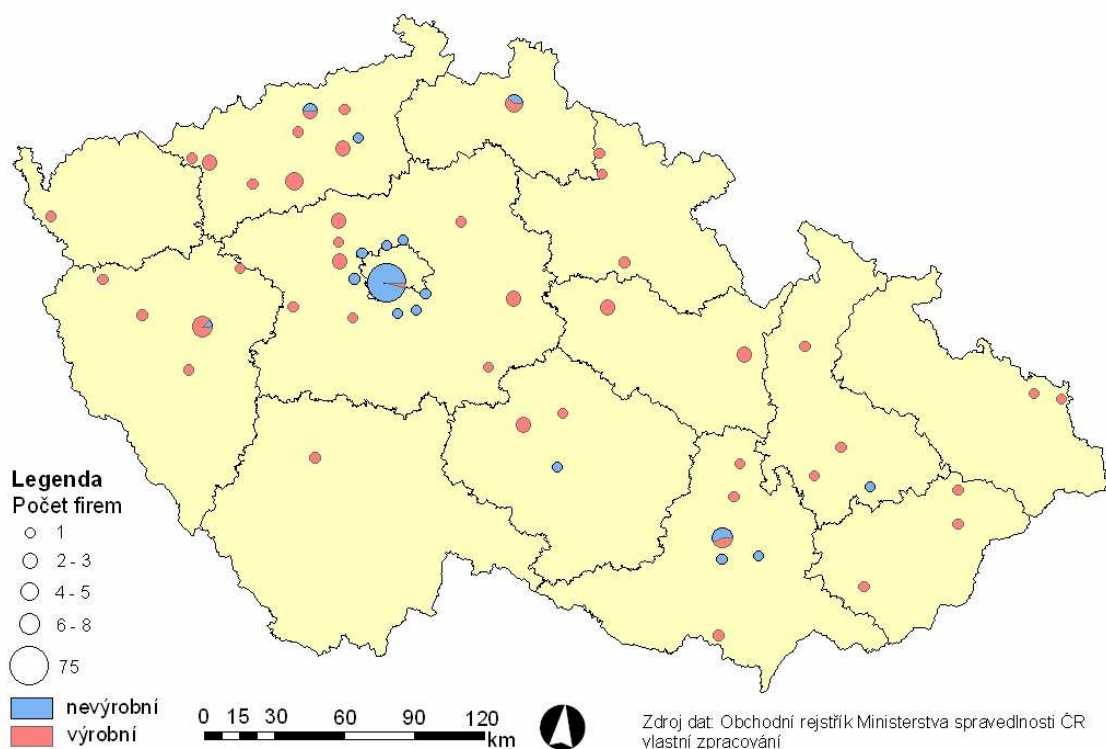 Legenda
Počet firem
1
2 - 3
4 - 5
6 - 8
75
nevýrobní
výrobní
0 15 30 60 90 120
km
Zdroj dat: Obchodní rejstřík Ministerstva spravedlnosti ČR
vlastní zpracování